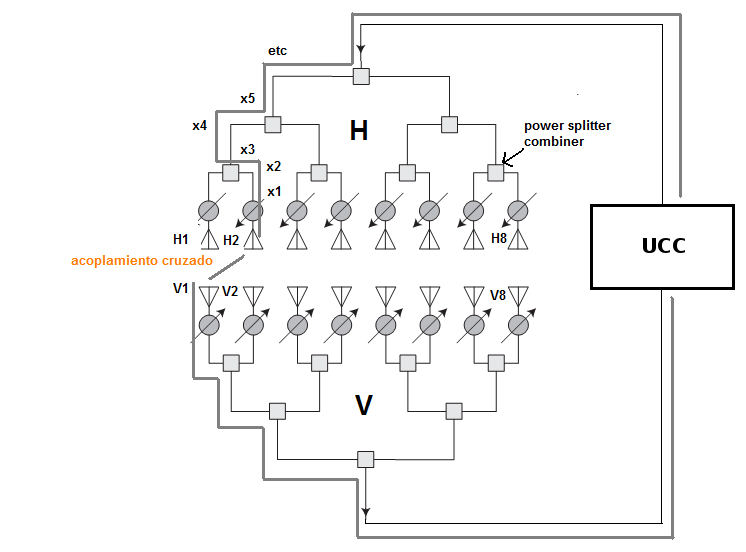 etc
x5
x4
H
power splitter
combiner
x3
x2
x1
H1
H2
H8
UCC
acoplamiento cruzado
V1
V2
V8
V